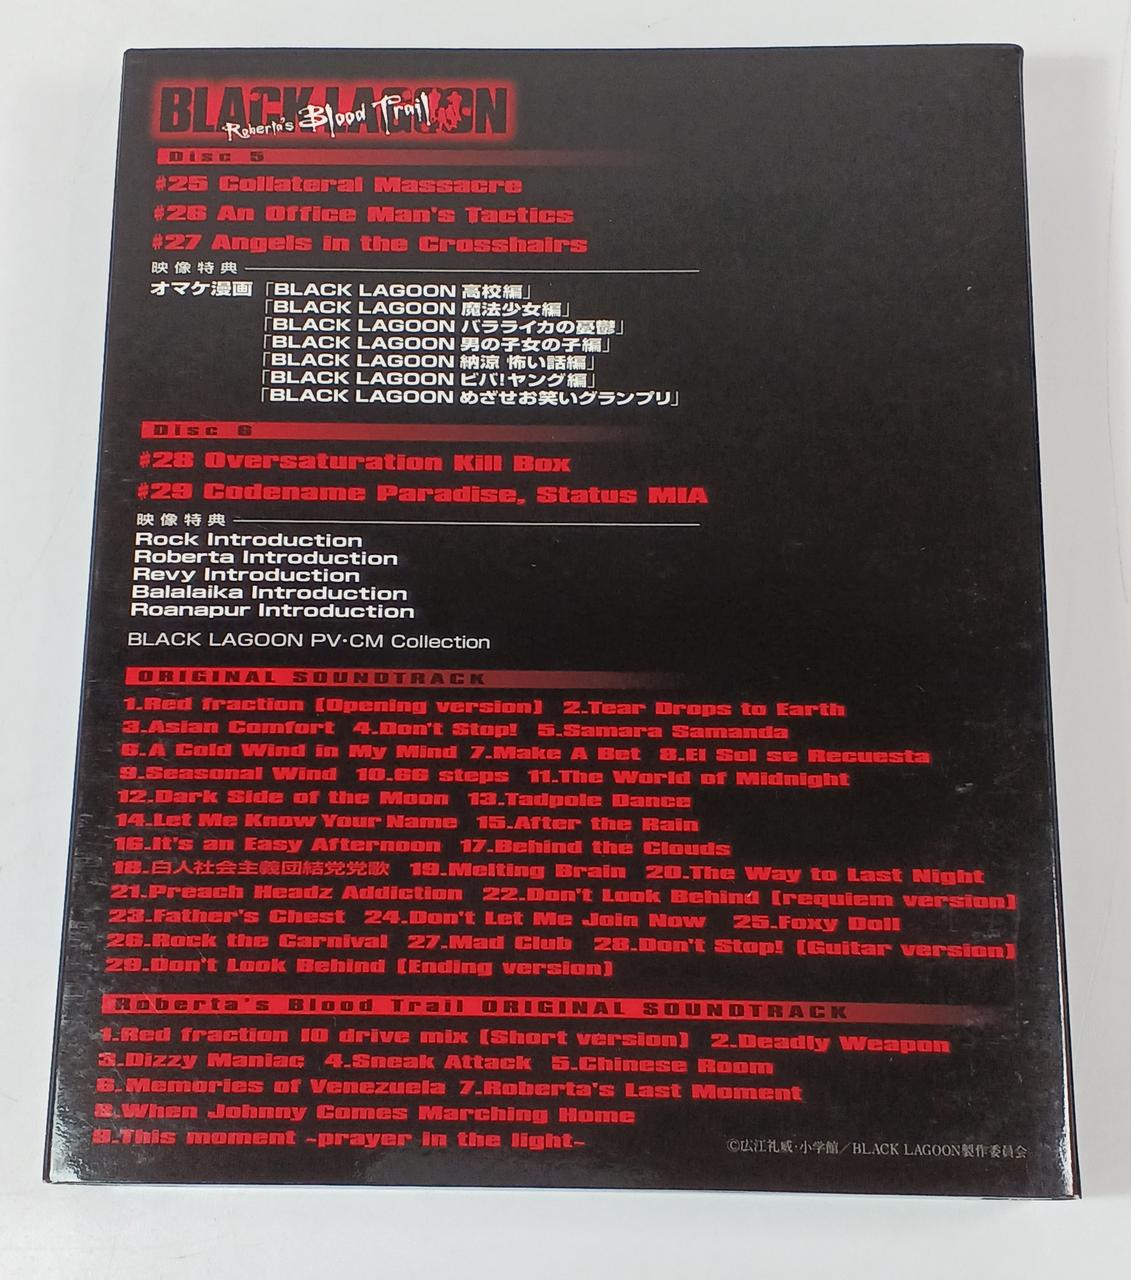 BLACK LAGOON
Roberta's Blood Trail
Disc 5
#25 Collateral Massacre
#26 An Office Man's Tactics
#27 Angels in the Crosshairs
映像特典
オマケ漫画「BLACK LAGOON 高校編」
「BLACK LAGOON 魔法少女編」
「BLACK LAGOON バラライカの憂鬱」
「BLACK LAGOON 男の子女の子編」
「BLACK LAGOON 納涼 怖い話編」
「BLACK LAGOON ビバ!ヤング編」
「BLACK LAGOON めざせお笑いグランプリ」
Disc 6
#28 Oversaturation Kill Box
#29 Codename Paradise, Status MIA
映像特典
Rock Introduction
Roberta Introduction
Revy Introduction
Balalaika Introduction
Roanapur Introduction
BLACK LAGOON PV・CM Collection
ORIGINAL SOUNDTRACK
1.Red fraction [Opening version] 2.Tear Drops to Earth
3.Asian Comfort 4.Don't Stop! 5.Samara Samanda
6.A Cold Wind in My Mind 7.Make A Bet 8.El Sol se Recuesta
9.Seasonal Wind 10.66 steps 11.The World of Midnight
12.Dark Side of the Moon 13.Tadpole Dance
14.Let Me Know Your Name 15.After the Rain
16.It's an Easy Afternoon 17.Behind the Clouds
18.白人社会主義団結党党歌 19.Melting Brain 20.The Way to Last Night
21.Preach Headz Addiction 22.Don't Look Behind [requiem version]
23.Father's Chest 24.Don't Let Me Join Now 25.Foxy Doll
26.Rock the Carnival 27.Mad Club 28.Don't Stop! [Guitar version]
29.Don't Look Behind [Ending version]
Roberta's Blood Trail ORIGINAL SOUNDTRACK
1.Red fraction IO drive mix [Short version] 2.Deadly Weapon
3.Dizzy Maniac 4.Sneak Attack 5.Chinese Room
6.Memories of Venezuela 7.Roberta's Last Moment
8.When Johnny Comes Marching Home
9.This moment ~prayer in the light~
©広江礼威・小学館／BLACK LAGOON製作委員会